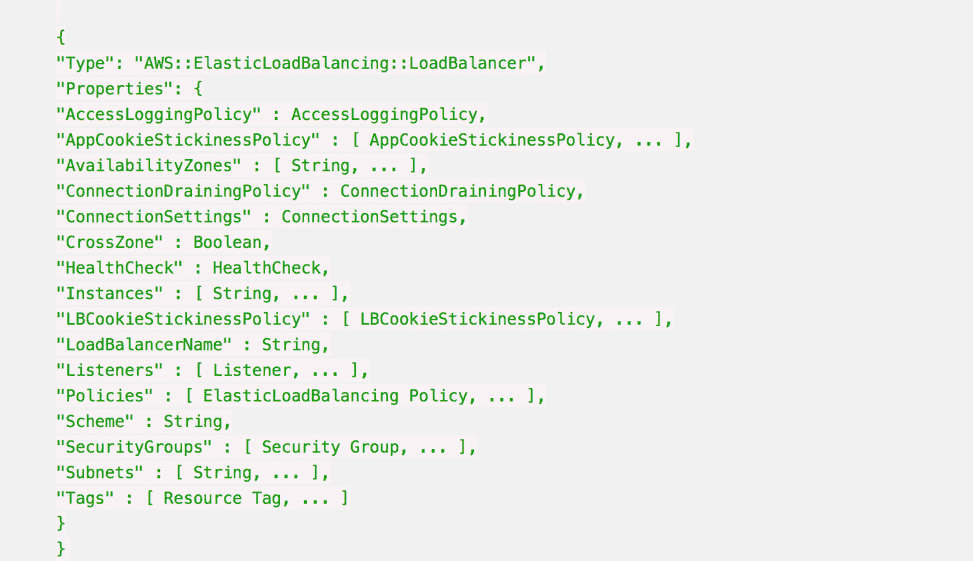 {
"Type": "AWS::ElasticLoadBalancing::LoadBalancer",
"Properties": {
"AccessLoggingPolicy" : AccessLoggingPolicy,
"AppCookieStickinessPolicy" : [ AppCookieStickinessPolicy, ... ],
"AvailabilityZones" : [ String, ... ],
"ConnectionDrainingPolicy" : ConnectionDrainingPolicy,
"ConnectionSettings" : ConnectionSettings,
"CrossZone" : Boolean,
"HealthCheck" : HealthCheck,
"Instances" : [ String, ... ],
"LBCookieStickinessPolicy" : [ LBCookieStickinessPolicy, ... ],
"LoadBalancerName" : String,
"Listeners" : [ Listener, ... ],
"Policies" : [ ElasticLoadBalancing Policy, ... ],
"Scheme" : String,
"SecurityGroups" : [ Security Group, ... ],
"Subnets" : [ String, ... ],
"Tags" : [ Resource Tag, ... ]
}
}